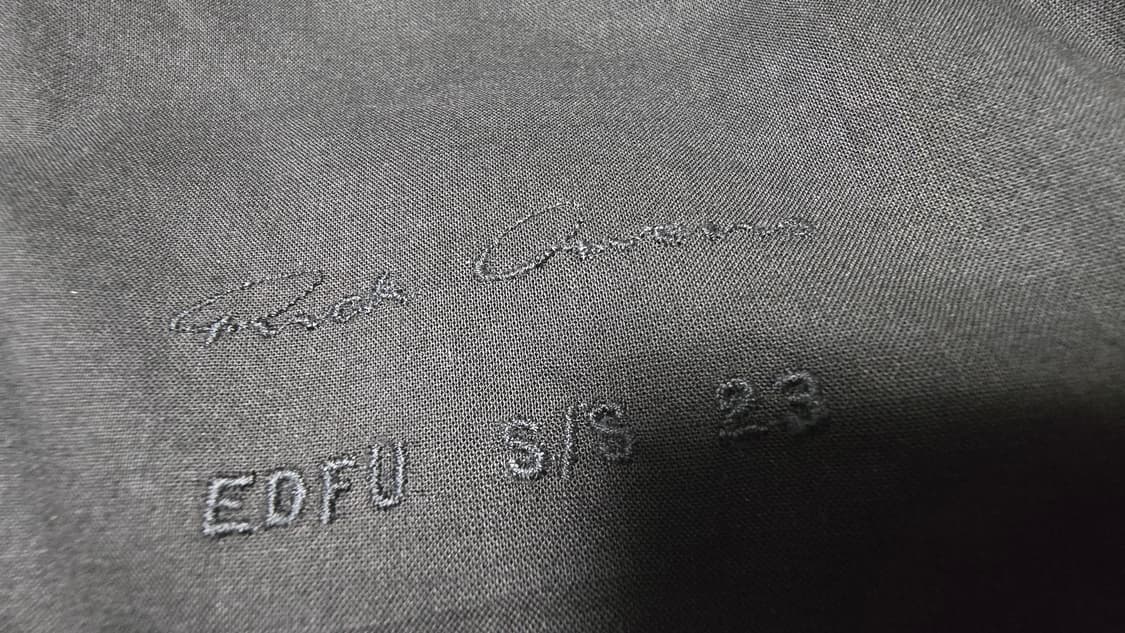 Rick Owens
EDFU S/S 23